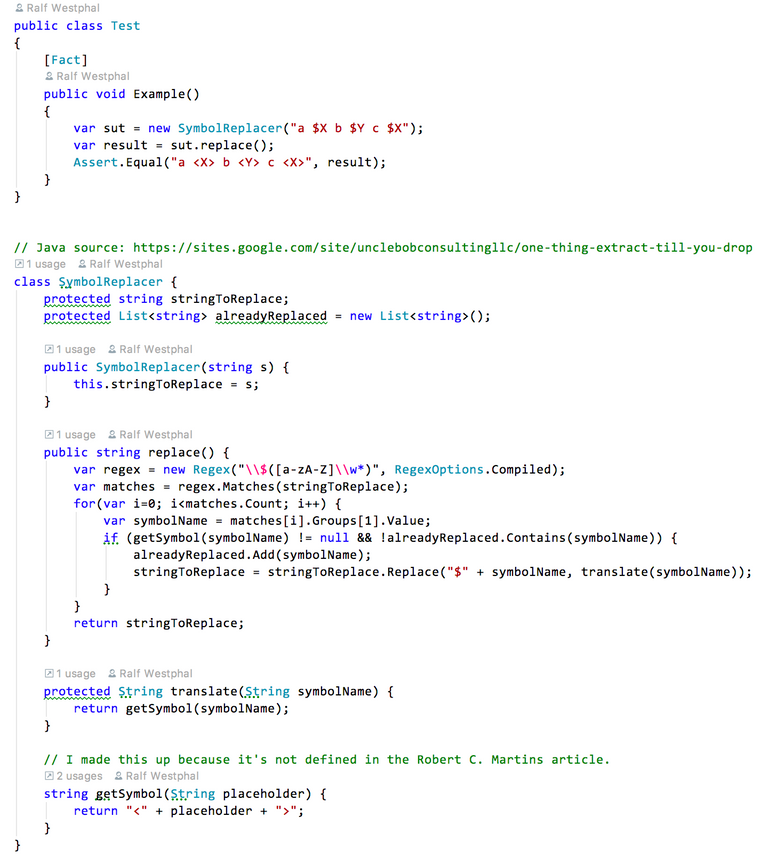 Ralf Westphal
public class Test
{
    [Fact]
    Ralf Westphal
    public void Example()
    {
        var sut = new SymbolReplacer("a $X b $Y c $X");
        var result = sut.replace();
        Assert.Equal("a <X> b <Y> c <X>", result);
    }
}
// Java source: https://sites.google.com/site/unclebobconsultingllc/one-thing-extract-till-you-drop
1 usage Ralf Westphal
class SymbolReplacer {
    protected string stringToReplace;
    protected List<string> alreadyReplaced = new List<string>();
    1 usage Ralf Westphal
    public SymbolReplacer(string s) {
        this.stringToReplace = s;
    }
    1 usage Ralf Westphal
    public string replace() {
        var regex = new Regex("\\$([a-zA-Z]\\w*)", RegexOptions.Compiled);
        var matches = regex.Matches(stringToReplace);
        for(var i=0; i<matches.Count; i++) {
            var symbolName = matches[i].Groups[1].Value;
            if (getSymbol(symbolName) != null && !alreadyReplaced.Contains(symbolName)) {
                alreadyReplaced.Add(symbolName);
                stringToReplace = stringToReplace.Replace("$" + symbolName, translate(symbolName));
            }
        }
        return stringToReplace;
    }
    1 usage Ralf Westphal
    protected String translate(String symbolName) {
        return getSymbol(symbolName);
    }
    // I made this up because it's not defined in the Robert C. Martins article.
    2 usages Ralf Westphal
    string getSymbol(String placeholder) {
        return "<" + placeholder + ">";
    }
}